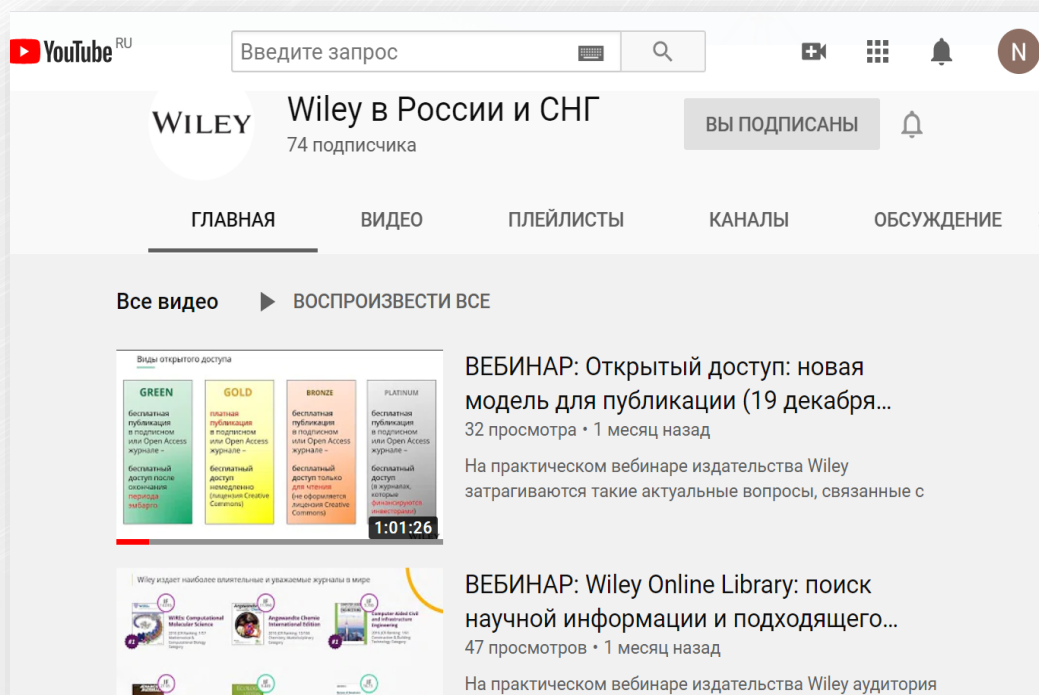 YouTube RU
Введите запрос
N
WILEY
Wiley в России и СНГ
74 подписчика
ВЫ ПОДПИСАНЫ
ГЛАВНАЯ ВИДЕО ПЛЕЙЛИСТЫ КАНАЛЫ ОБСУЖДЕНИЕ
Все видео ВОСПРОИЗВЕСТИ ВСЕ
Виды открытого доступа
GREEN
бесплатная
публикация
в подписном
или Open Access
журнале –
бесплатный
доступ после
окончания
периода
эмбарго
GOLD
платная
публикация
в подписном
или Open Access
журнале –
бесплатный
доступ
немедленно
(лицензия Creative
Commons)
BRONZE
бесплатная
публикация
в подписном
или Open Access
журнале –
бесплатный
доступ только
для чтения
(не оформляется
лицензия Creative
Commons)
PLATINUM
бесплатная
публикация
в подписном
или Open Access
журнале –
бесплатный
доступ
(в журналах,
которые
финансируются
инвесторами)
1:01:26
ВЕБИНАР: Открытый доступ: новая
модель для публикации (19 декабря...
32 просмотра • 1 месяц назад
На практическом вебинаре издательства Wiley
затрагиваются такие актуальные вопросы, связанные с
Wiley издает наиболее влиятельные и уважаемые журналы в мире
WIREs Computational
Molecular Science
Angewandte Chemie
International Edition
Computer Aided Civil
and Infrastructure
Engineering
#1
#1
ВЕБИНАР: Wiley Online Library: поиск
научной информации и подходящего...
47 просмотров • 1 месяц назад
На практическом вебинаре издательства Wiley аудитория